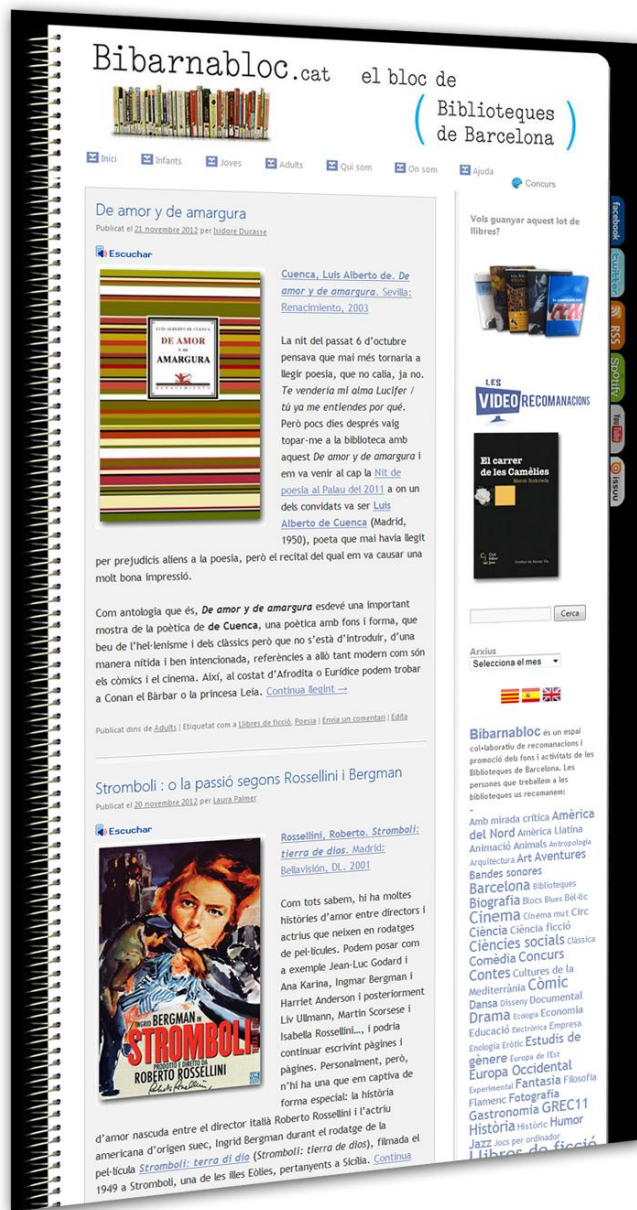 Bibarnabloc.cat el bloc de
( Biblioteques
de Barcelona )
Inici Infants Joves Adults Qui som On som Ajuda
Concurs
De amor y de amargura
Publicat el 21 novembre 2012 per Isidore Ducasse
Escuchar
LUIS ALBERTO DE CUENCA
DE AMOR
Y DE
AMARGURA
RENACIMIENTO
Cuenca, Luis Alberto de. De
amor y de amargura. Sevilla:
Renacimiento, 2003
La nit del passat 6 d'octubre
pensava que mai més tornaria a
llegir poesia, que no calia, ja no.
Te vendería mi alma Lucifer /
tú ya me entiendes por qué.
Però pocs dies després vaig
topar-me a la biblioteca amb
aquest De amor y de amargura i
em va venir al cap la Nit de
poesia al Palau del 2011 a on un
dels convidats va ser Luis
Alberto de Cuenca (Madrid,
1950), poeta que mai havia llegit
per prejudicis aliens a la poesia, però el recital del qual em va causar una
molt bona impressió.
Com antologia que és, De amor y de amargura esdevé una important
mostra de la poètica de de Cuenca, una poètica amb fons i forma, que
beu de l'hel·lenisme i dels clàssics però que no s'està d'introduir, d'una
manera nítida i ben intencionada, referències a allò tant modern com són
els còmics i el cinema. Així, al costat d'Afrodita o Eurídice podem trobar
a Conan el Bàrbar o la princesa Leia. Continua llegint →
Publicat dins de Adults | Etiquetat com a Llibres de ficció, Poesia | Envia un comentari | Edita
Stromboli : o la passió segons Rossellini i Bergman
Publicat el 20 novembre 2012 per Laura Palmer
Escuchar
INGRID BERGMAN IN
STROMBOLI
PRODOTTO E DIRETTO DA
ROBERTO ROSSELLINI
Rossellini, Roberto. Stromboli:
tierra de dios. Madrid:
Bellavisión, DL. 2001
Com tots sabem, hi ha moltes
històries d'amor entre directors i
actrius que neixen en rodatges
de pel·lícules. Podem posar com
a exemple Jean-Luc Godard i
Ana Karina, Ingmar Bergman i
Harriet Anderson i posteriorment
Liv Ullmann, Martin Scorsese i
Isabella Rossellini..., i podria
continuar escrivint pàgines i
pàgines. Personalment, però,
n'hi ha una que em captiva de
forma especial: la història
d'amor nascuda entre el director italià Roberto Rossellini i l'actriu
americana d'origen suec, Ingrid Bergman durant el rodatge de la
pel·lícula Stromboli: terra di dio (Stromboli: tierra de dios), filmada el
1949 a Stromboli, una de les illes Eòlies, pertanyents a Sicília. Continua
Vols guanyar aquest lot de
llibres?
LES
VIDEO RECOMANACIONS
El carrer
de les Camèlies
Mercè Rodoreda
Cerca
Arxius
Selecciona el mes
Bibarnabloc és un espai
col•laboratiu de recomanacions i
promoció dels fons i activitats de les
Biblioteques de Barcelona. Les
persones que treballem a les
biblioteques us recomanem:
-
Amb mirada crítica Amèrica
del Nord Amèrica Llatina
Animació Animals Antropologia
Arquitectura Art Aventures
Bandes sonores
Barcelona Biblioteques
Biografia Blocs Blues Bèl·lic
Cinema Cinema mut Circ
Ciència Ciència ficció
Ciències socials Clàssica
Comèdia Concurs
Contes Cultures de la
Mediterrània Còmic
Dansa Disseny Documental
Drama Ecologia Economia
Educació Electrònica Empresa
Enologia Eròtic Estudis de
gènere Europa de l'Est
Europa Occidental
Experimental Fantasia Filosofia
Flamenc Fotografia
Gastronomia GREC11
Història Històric Humor
Jazz Jocs per ordinador
Llibres de ficció
facebook
twitter
RSS
Spotify
You Tube
issuu